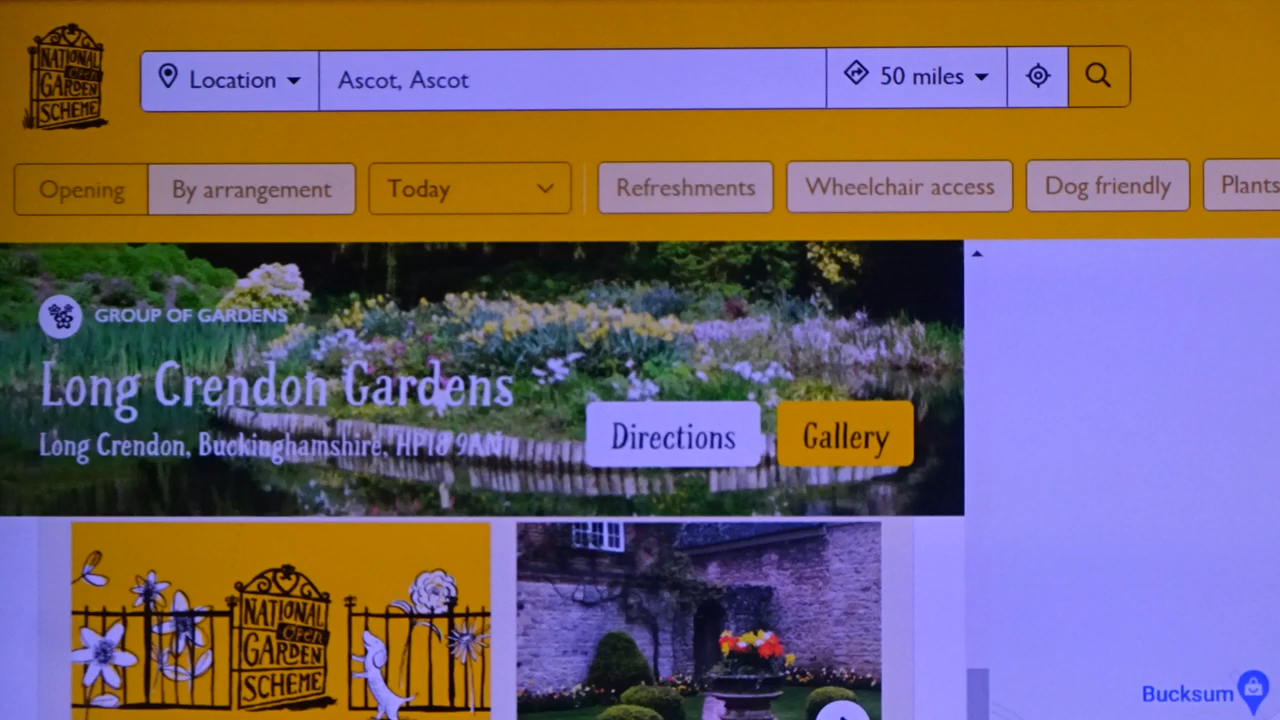 NATIONAL
Open
GARDEN
SCHEME
Location
Ascot, Ascot
50 miles
Opening
By arrangement
Today
Refreshments
Wheelchair access
Dog friendly
Plants
GROUP OF GARDENS
Long Crendon Gardens
Long Crendon, Buckinghamshire, HP18 9AN
Directions
Gallery
NATIONAL
Open
GARDEN
SCHEME
Bucksum